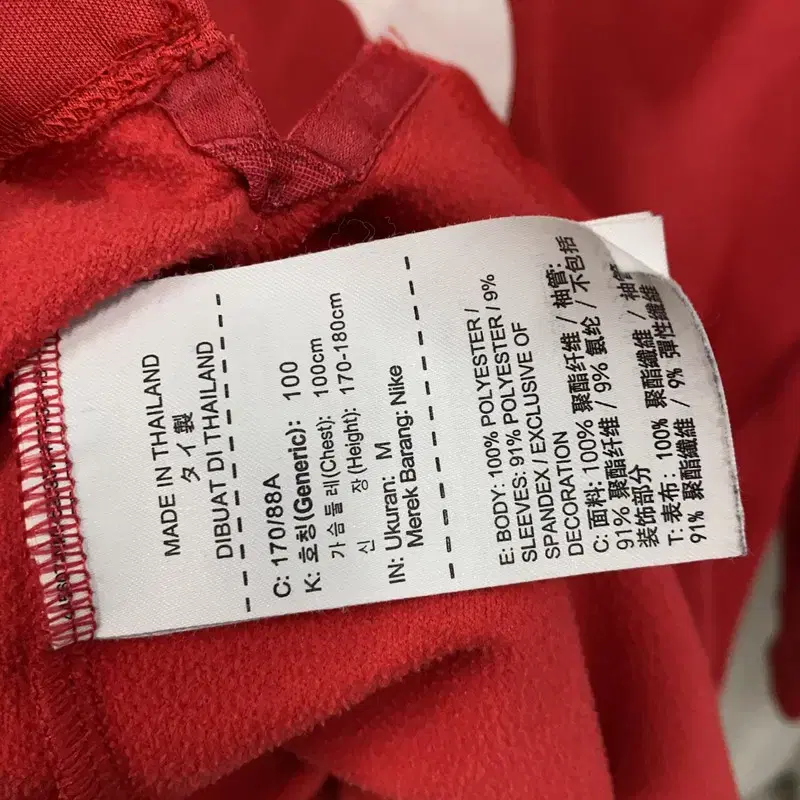 MADE IN THAILAND
タイ製
DIBUAT DI THAILAND
C: 170/88A
K: 호칭(Generic): 100
가슴둘레(Chest): 100cm
신 장(Height): 170-180cm
IN: Ukuran: M
Merek Barang: Nike
E: BODY: 100% POLYESTER /
SLEEVES: 91% POLYESTER / 9%
SPANDEX / EXCLUSIVE OF
DECORATION
C: 面料: 100% 聚酯纤维 / 袖管:
91% 聚酯纤维 / 9% 氨纶 / 不包括
装饰部分
T: 表布: 100% 聚酯纖維 / 袖管
91% 聚酯纖維 / 9% 彈性纖維